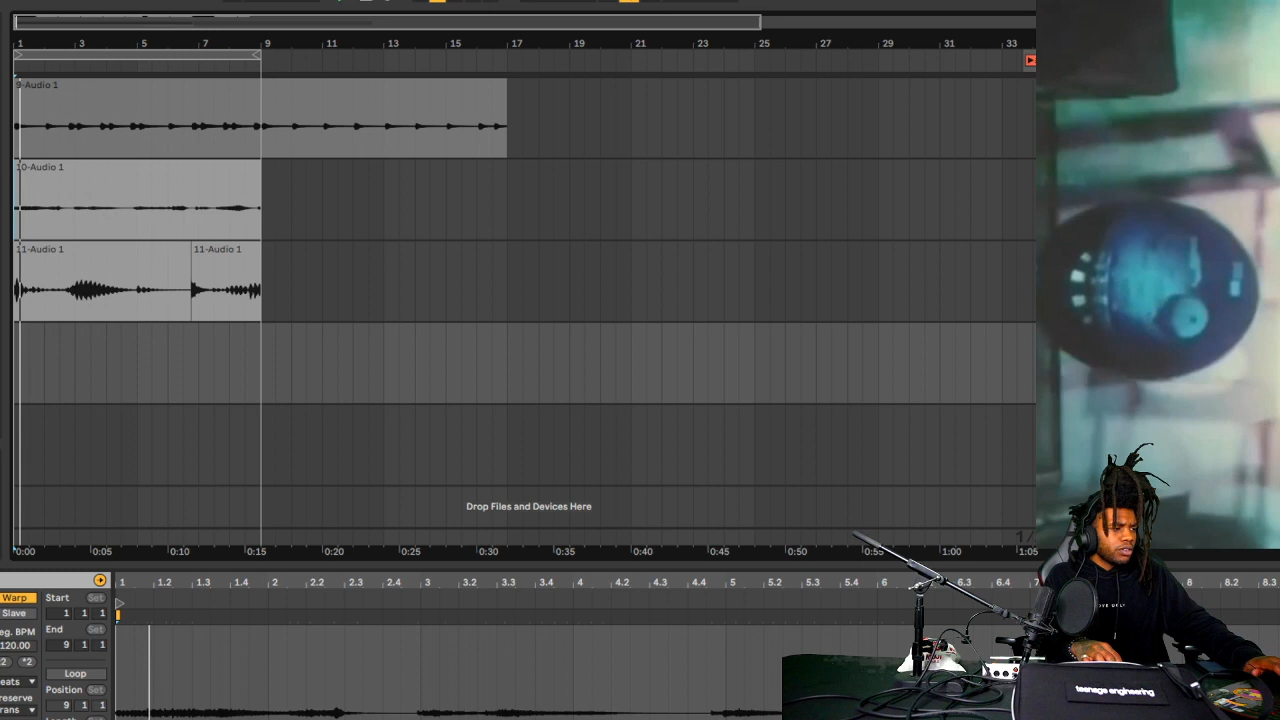 1 3 5 7 9 11 13 15 17 19 21 23 25 27 29 31 33
9-Audio 1
10-Audio 1
11-Audio 1 11-Audio 1
Drop Files and Devices Here
1/
0:00 0:05 0:10 0:15 0:20 0:25 0:30 0:35 0:40 0:45 0:50 0:55 1:00 1:05
1 1.2 1.3 1.4 2 2.2 2.3 2.4 3 3.2 3.3 3.4 4 4.2 4.3 4.4 5 5.2 5.3 5.4 6 6.3 6.4 8 8.2 8.3
Warp Start Set
Slave 1 1 1
eg. BPM End Set
120.00 9 1 1
*2 Loop
eats Position Set
reserve 9 1 1
rans
teenage engineering